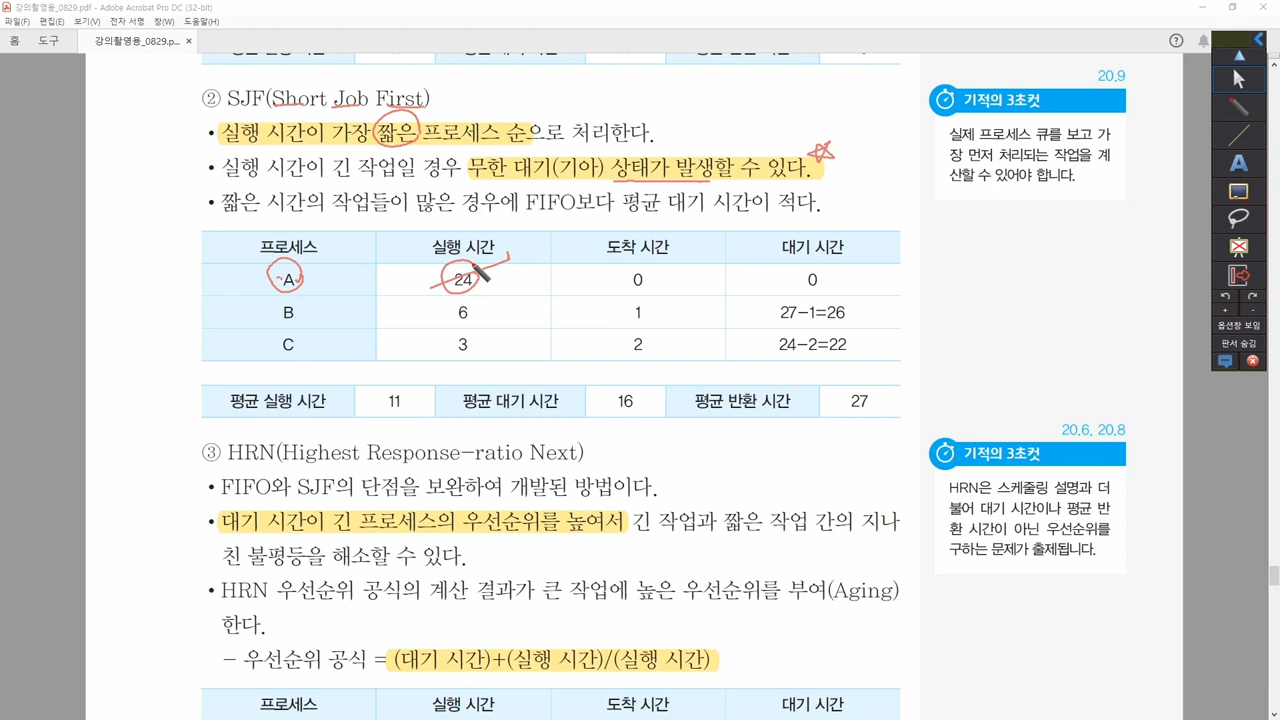 강의촬영용_0829.pdf - Adobe Acrobat Pro DC (32-bit)
파일(F) 편집(E) 보기(V) 전자 서명 창(W) 도움말(H)
홈 도구 강의촬영용_0829.p... ×
② SJF(Short Job First)
• 실행 시간이 가장 짧은 프로세스 순으로 처리한다.
• 실행 시간이 긴 작업일 경우 무한 대기(기아) 상태가 발생할 수 있다.
• 짧은 시간의 작업들이 많은 경우에 FIFO보다 평균 대기 시간이 적다.
프로세스 실행 시간 도착 시간 대기 시간
A 24 0 0
B 6 1 27-1=26
C 3 2 24-2=22
평균 실행 시간 11 평균 대기 시간 16 평균 반환 시간 27
③ HRN(Highest Response-ratio Next)
• FIFO와 SJF의 단점을 보완하여 개발된 방법이다.
• 대기 시간이 긴 프로세스의 우선순위를 높여서 긴 작업과 짧은 작업 간의 지나
친 불평등을 해소할 수 있다.
• HRN 우선순위 공식의 계산 결과가 큰 작업에 높은 우선순위를 부여(Aging)
한다.
- 우선순위 공식 = (대기 시간)+(실행 시간)/(실행 시간)
프로세스 실행 시간 도착 시간 대기 시간
20.9
기적의 3초컷
실제 프로세스 큐를 보고 가
장 먼저 처리되는 작업을 계
산할 수 있어야 합니다.
20.6, 20.8
기적의 3초컷
HRN은 스케줄링 설명과 더
불어 대기 시간이나 평균 반
환 시간이 아닌 우선순위를
구하는 문제가 출제됩니다.
A
+ -
옵션창 보임
판서 숨김